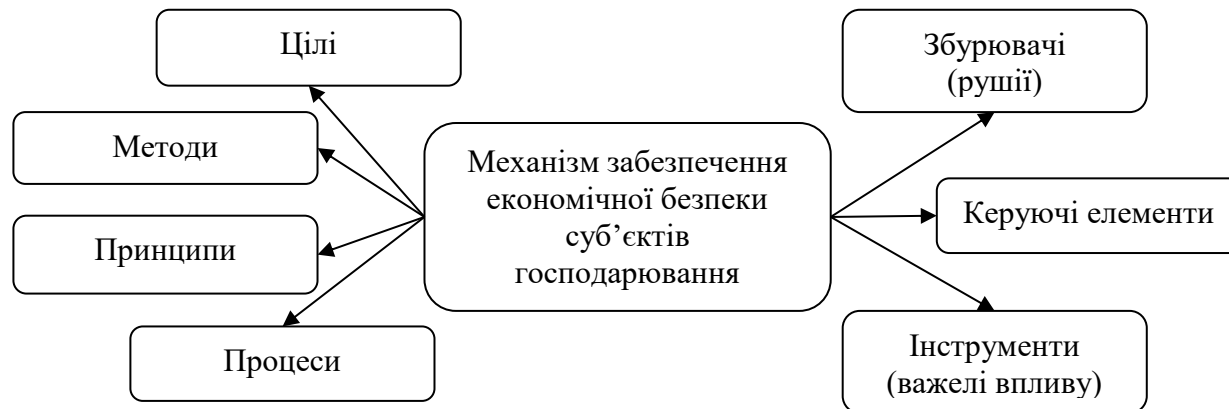 Цілі
Методи
Принципи
Процеси
Механізм забезпечення
економічної безпеки
суб’єктів
господарювання
Збурювачі
(рушії)
Керуючі елементи
Інструменти
(важелі впливу)